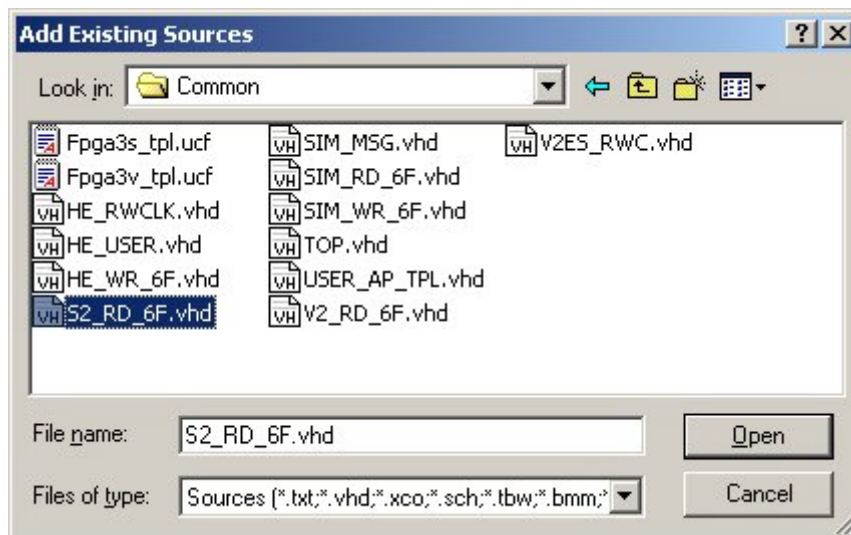 Add Existing Sources
Look in: Common
Fpga3s_tpl.ucf SIM_MSG.vhd V2ES_RWC.vhd
Fpga3v_tpl.ucf SIM_RD_6F.vhd
HE_RWCLK.vhd SIM_WR_6F.vhd
HE_USER.vhd TOP.vhd
HE_WR_6F.vhd USER_AP_TPL.vhd
S2_RD_6F.vhd V2_RD_6F.vhd
File name: S2_RD_6F.vhd Open
Files of type: Sources (*.txt;*.vhd;*.xco;*.sch;*.tbw;*.bmm;* Cancel